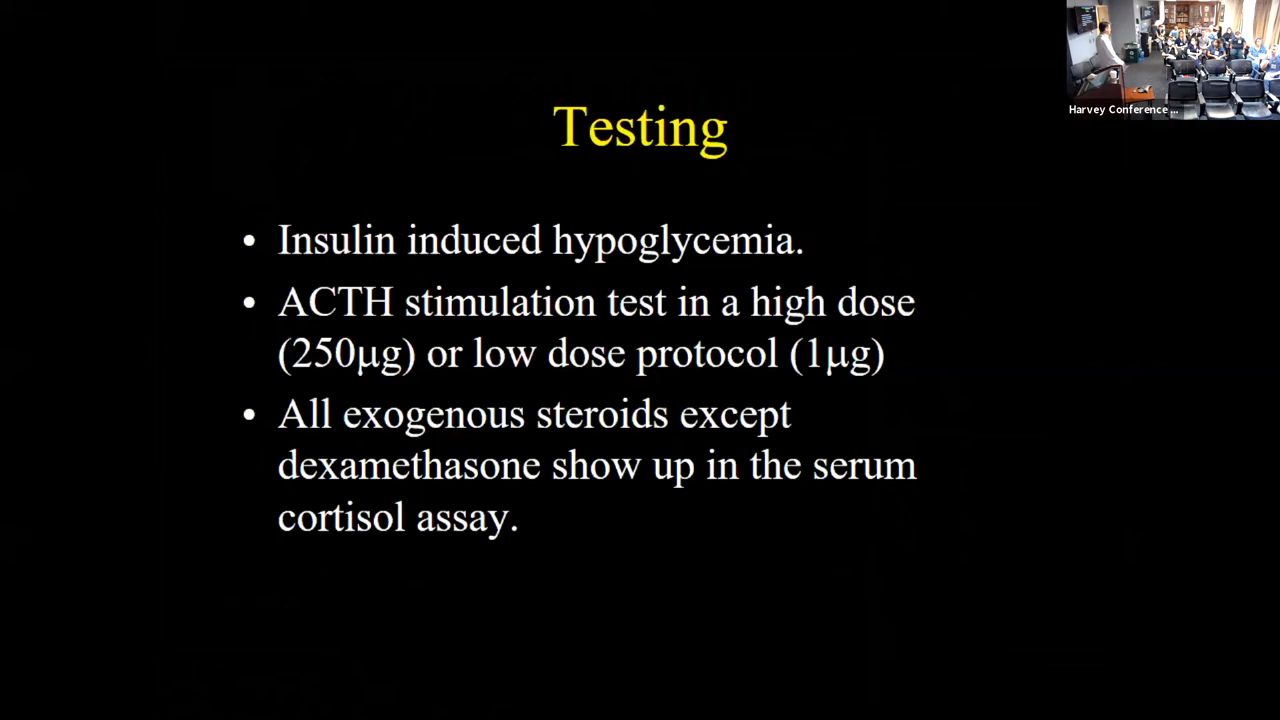 Testing
• Insulin induced hypoglycemia.
• ACTH stimulation test in a high dose
(250µg) or low dose protocol (1µg)
• All exogenous steroids except
dexamethasone show up in the serum
cortisol assay.
Harvey Conference ...